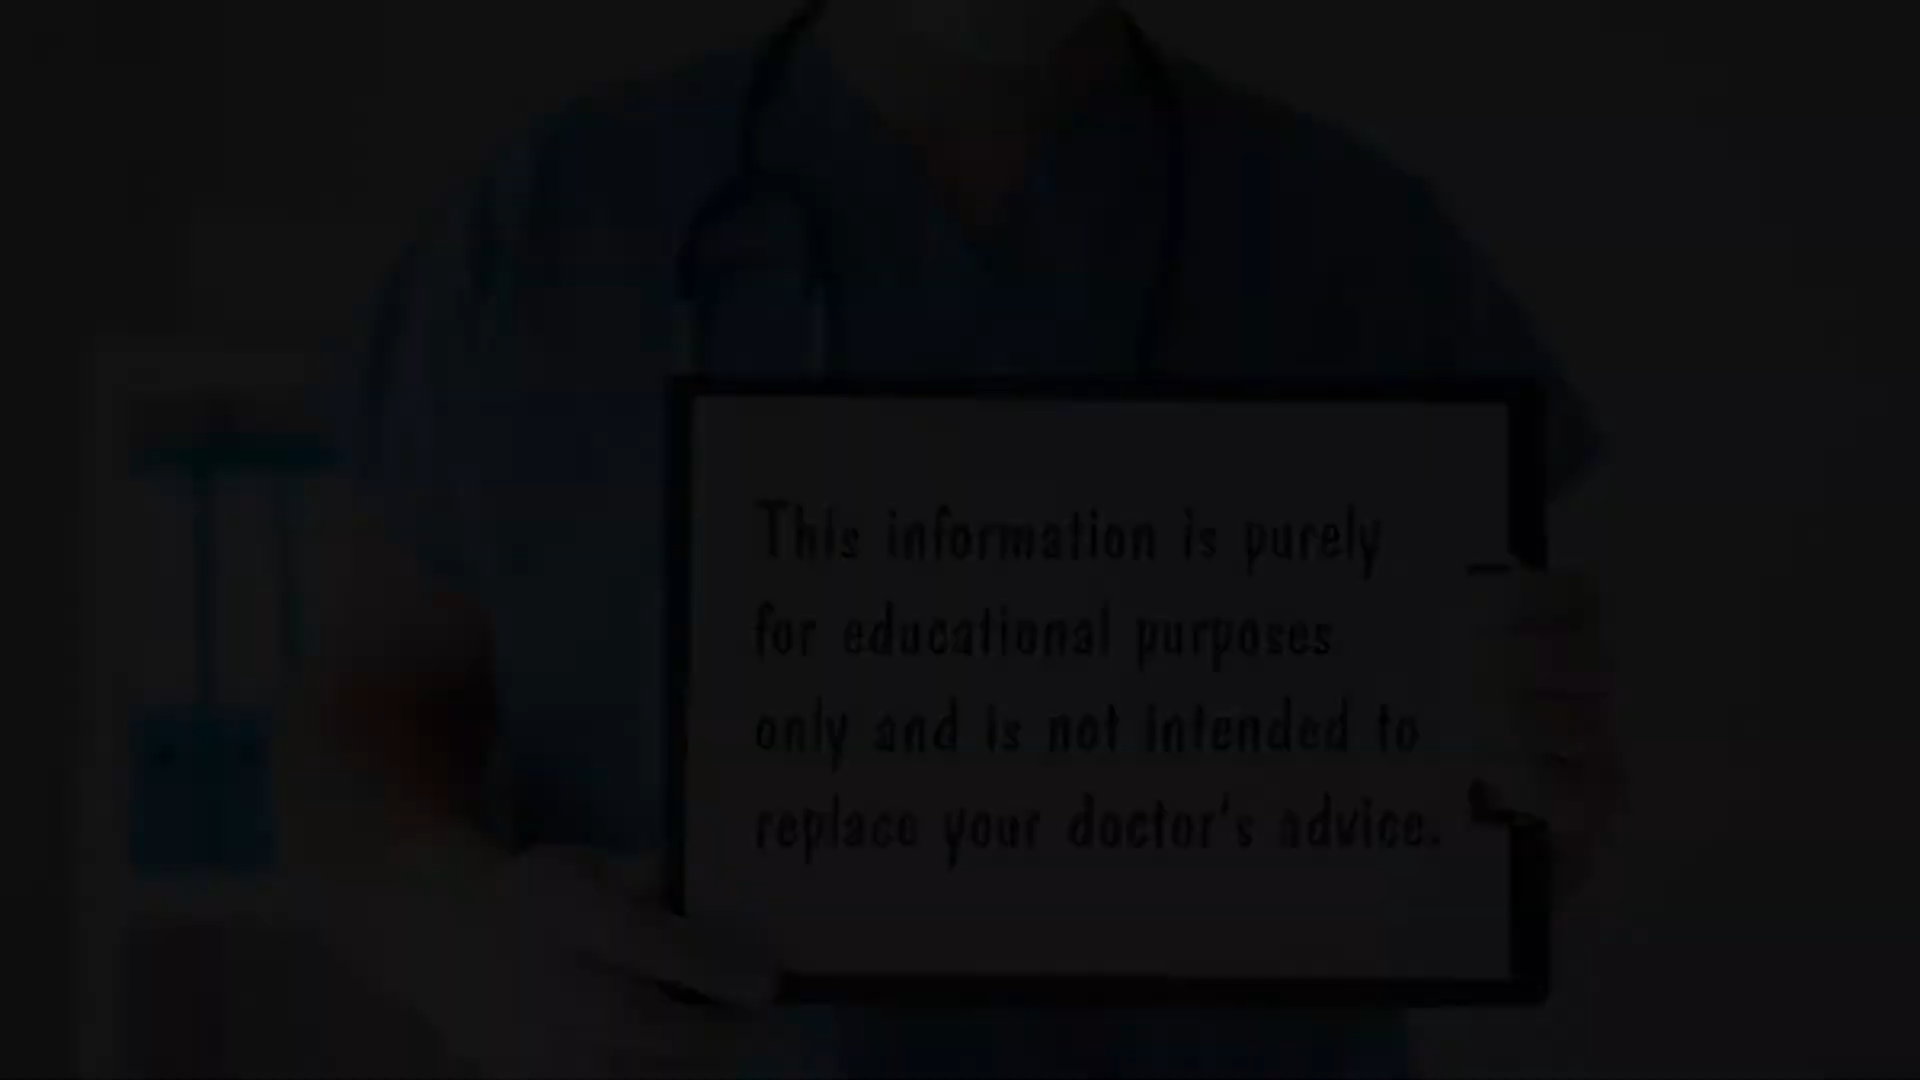 This information is purely
for educational purposes
only and is not intended to
replace your doctor's advice.